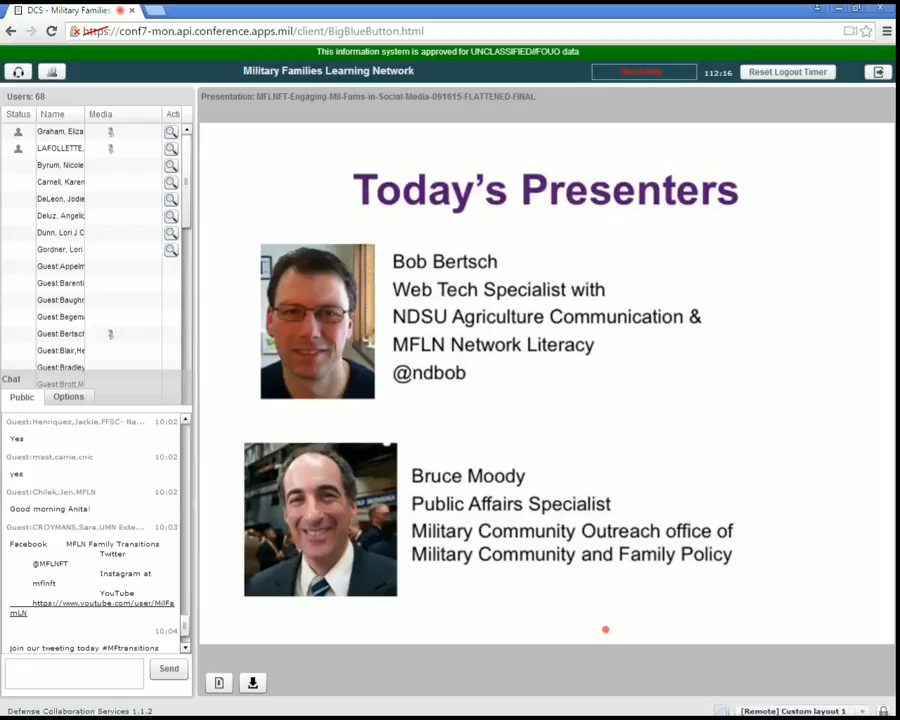 DCS - Military Families
https://conf7-mon.api.conference.apps.mil/client/BigBlueButton.html
This information system is approved for UNCLASSIFIED//FOUO data
Military Families Learning Network
Recording
112:16
Reset Logout Timer
Users: 68
Presentation: MFLNFT-Engaging-Mil-Fams-in-Social-Media-091615-FLATTENED-FINAL
Status Name Media Acti
Graham, Eliza
LAFOLLETTE,
Byrum, Nicole
Carnell, Karen
DeLeon, Jodie
Deluz, Angelic
Dunn, Lori J C
Gordner, Lori
Guest:Appelm
Guest:Barenti
Guest:Baughr
Guest:Begema
Guest:Bertsch
Guest:Blair,He
Guest:Bradley
Guest:Brott,M
Chat
Public Options
Guest:Henriquez,Jackie,FFSC- Na... 10:02
Yes
Guest:mast,carrie,cnic 10:02
yes
Guest:Chilek,Jen,MFLN 10:02
Good morning Anita!
Guest:CROYMANS,Sara,UMN Exte... 10:03
Facebook MFLN Family Transitions
Twitter
@MFLNFT
Instagram at
mflnft
YouTube
https://www.youtube.com/user/MilFa
mLN
10:04
join our tweeting today #MFtransitions
Send
Defense Collaboration Services 1.1.2
Today's Presenters
Bob Bertsch
Web Tech Specialist with
NDSU Agriculture Communication &
MFLN Network Literacy
@ndbob
Bruce Moody
Public Affairs Specialist
Military Community Outreach office of
Military Community and Family Policy
[Remote] Custom layout 1